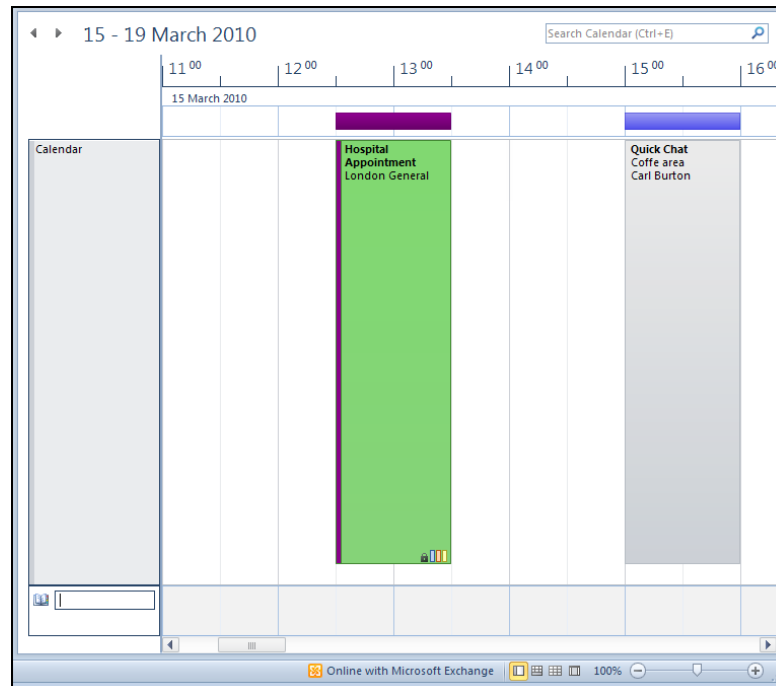 15 - 19 March 2010
Search Calendar (Ctrl+E)
11 00 12 00 13 00 14 00 15 00 16 00
15 March 2010
Calendar
Hospital
Appointment
London General
Quick Chat
Coffe area
Carl Burton
Online with Microsoft Exchange
100%